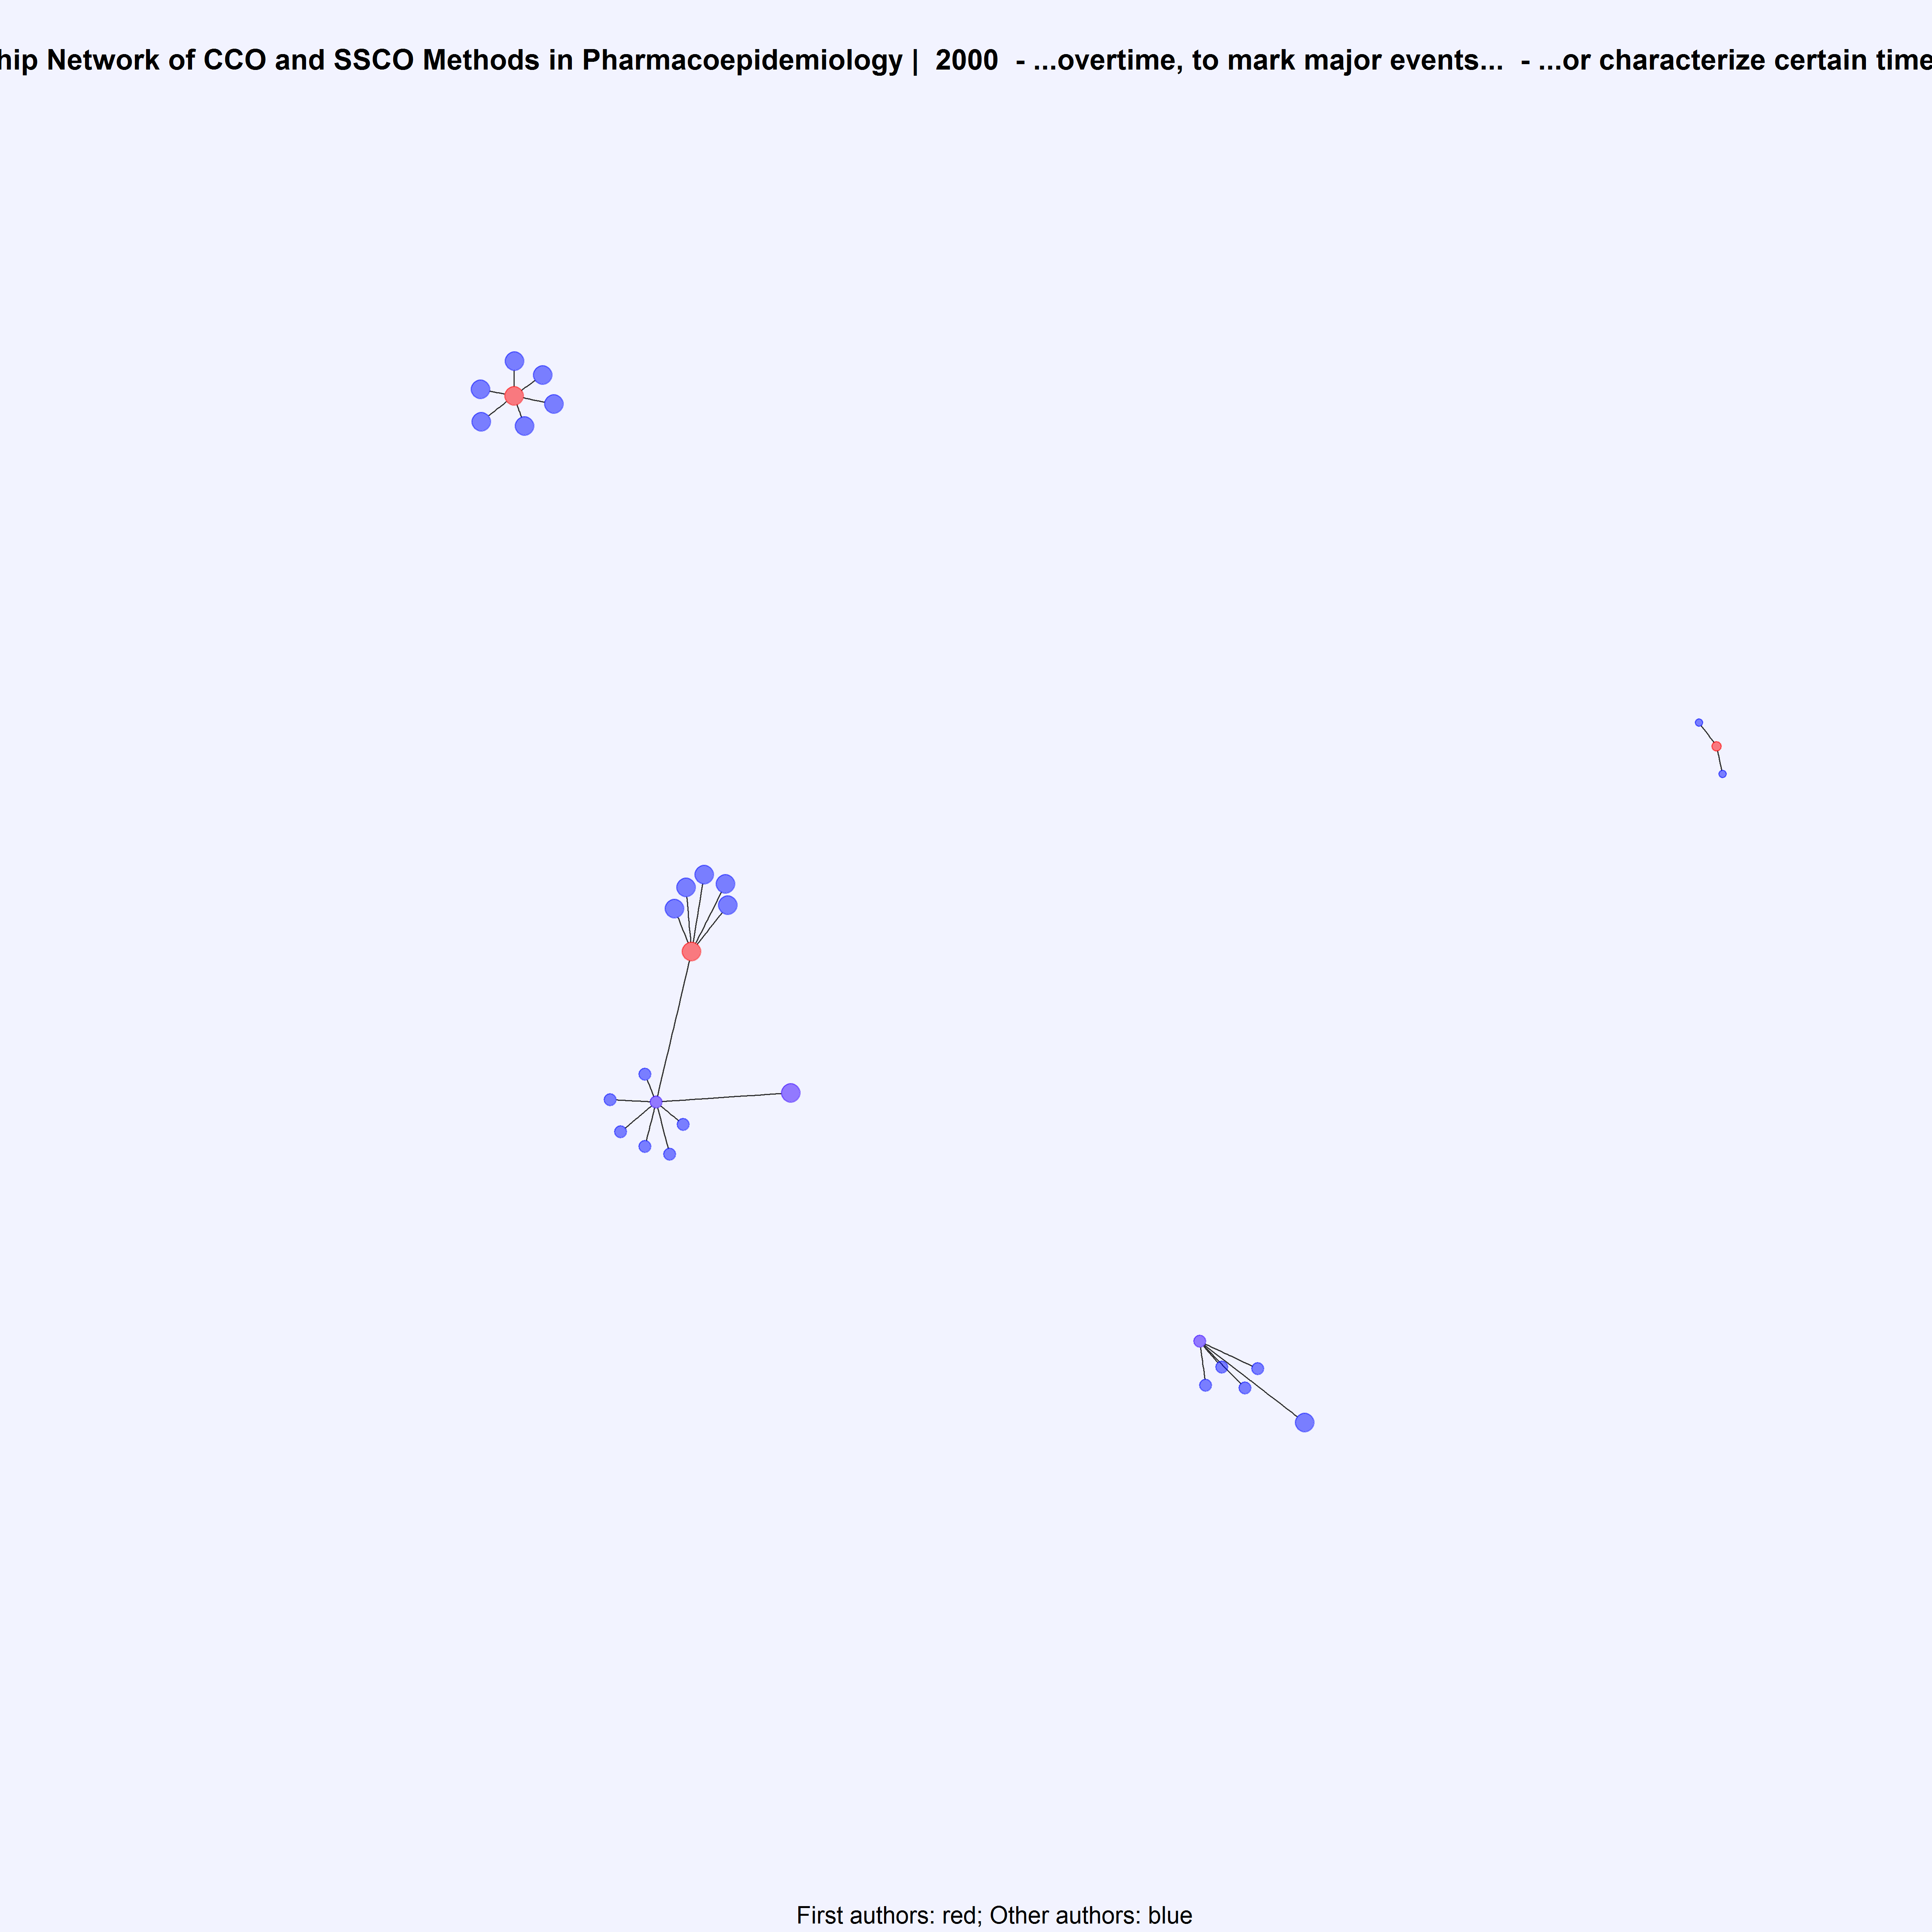 hip Network of CCO and SSCO Methods in Pharmacoepidemiology | 2000 - ...overtime, to mark major events... - ...or characterize certain time
First authors: red; Other authors: blue